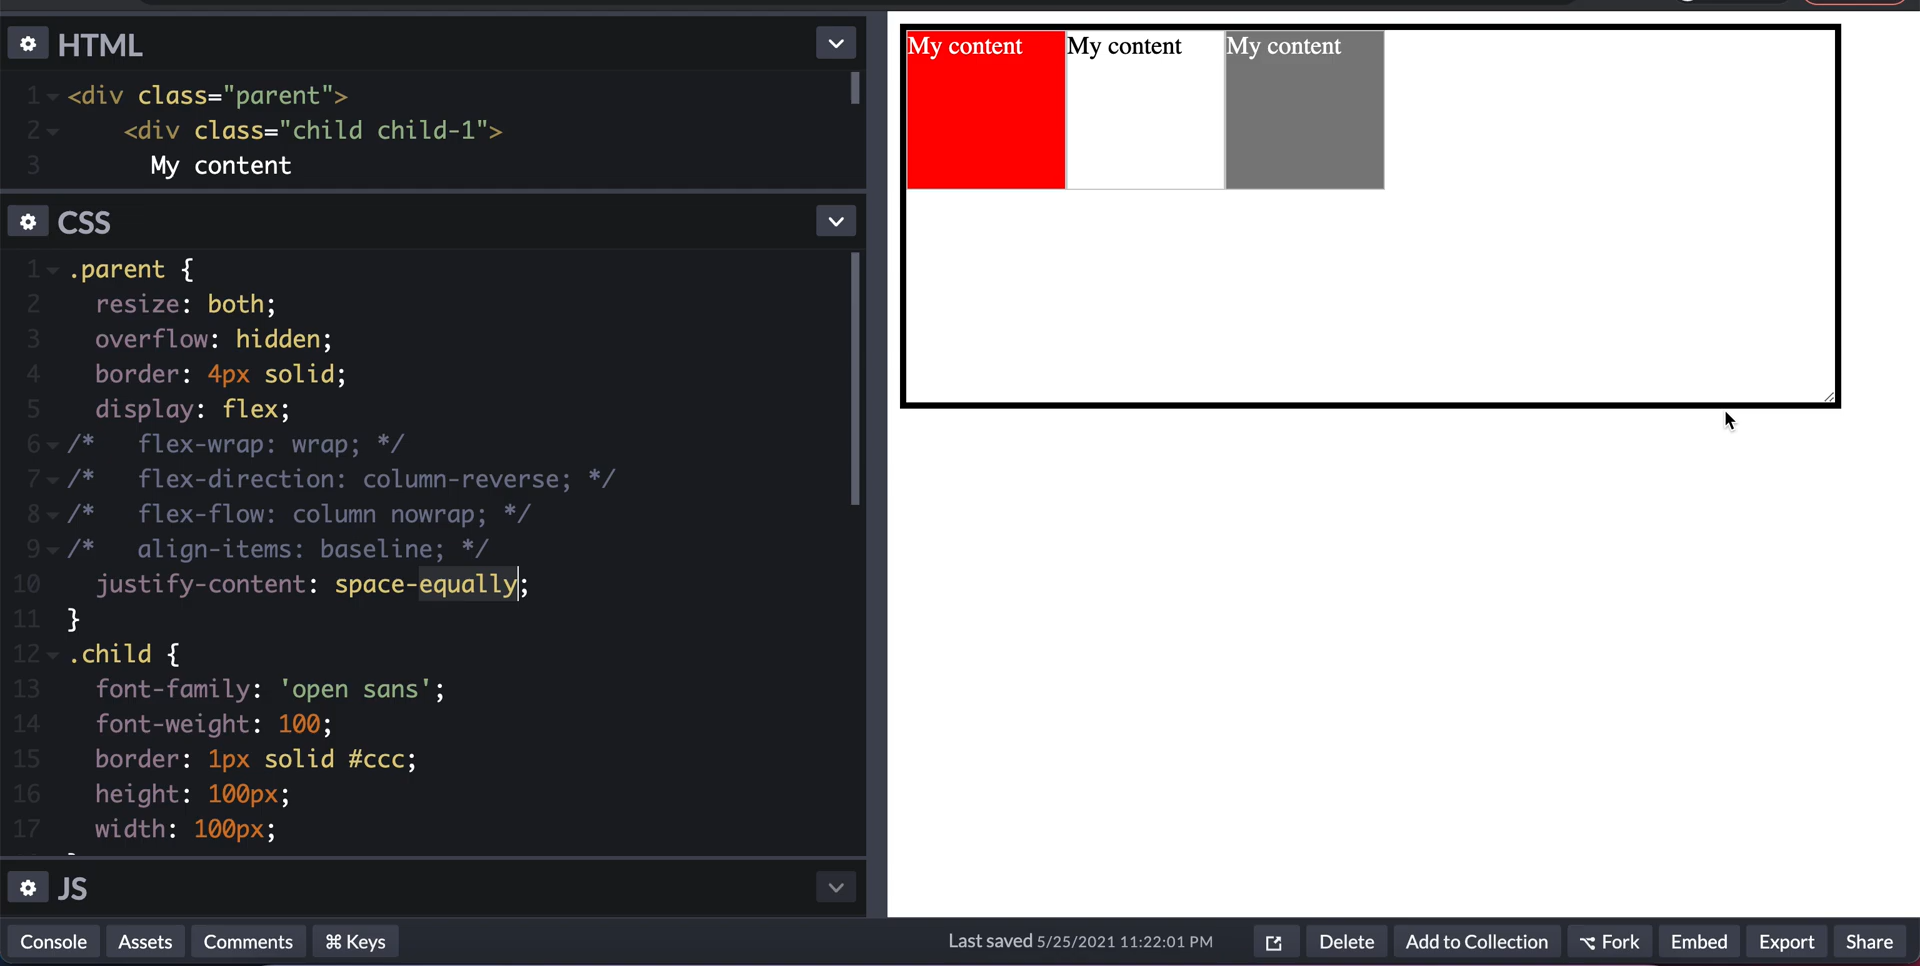 HTML
1 <div class="parent">
2 <div class="child child-1">
3 My content
CSS
1 .parent {
2 resize: both;
3 overflow: hidden;
4 border: 4px solid;
5 display: flex;
6 /* flex-wrap: wrap; */
7 /* flex-direction: column-reverse; */
8 /* flex-flow: column nowrap; */
9 /* align-items: baseline; */
10 justify-content: space-equally;
11 }
12 .child {
13 font-family: 'open sans';
14 font-weight: 100;
15 border: 1px solid #ccc;
16 height: 100px;
17 width: 100px;
JS
My content My content My content
Console Assets Comments ⌘ Keys Last saved 5/25/2021 11:22:01 PM Delete Add to Collection Fork Embed Export Share